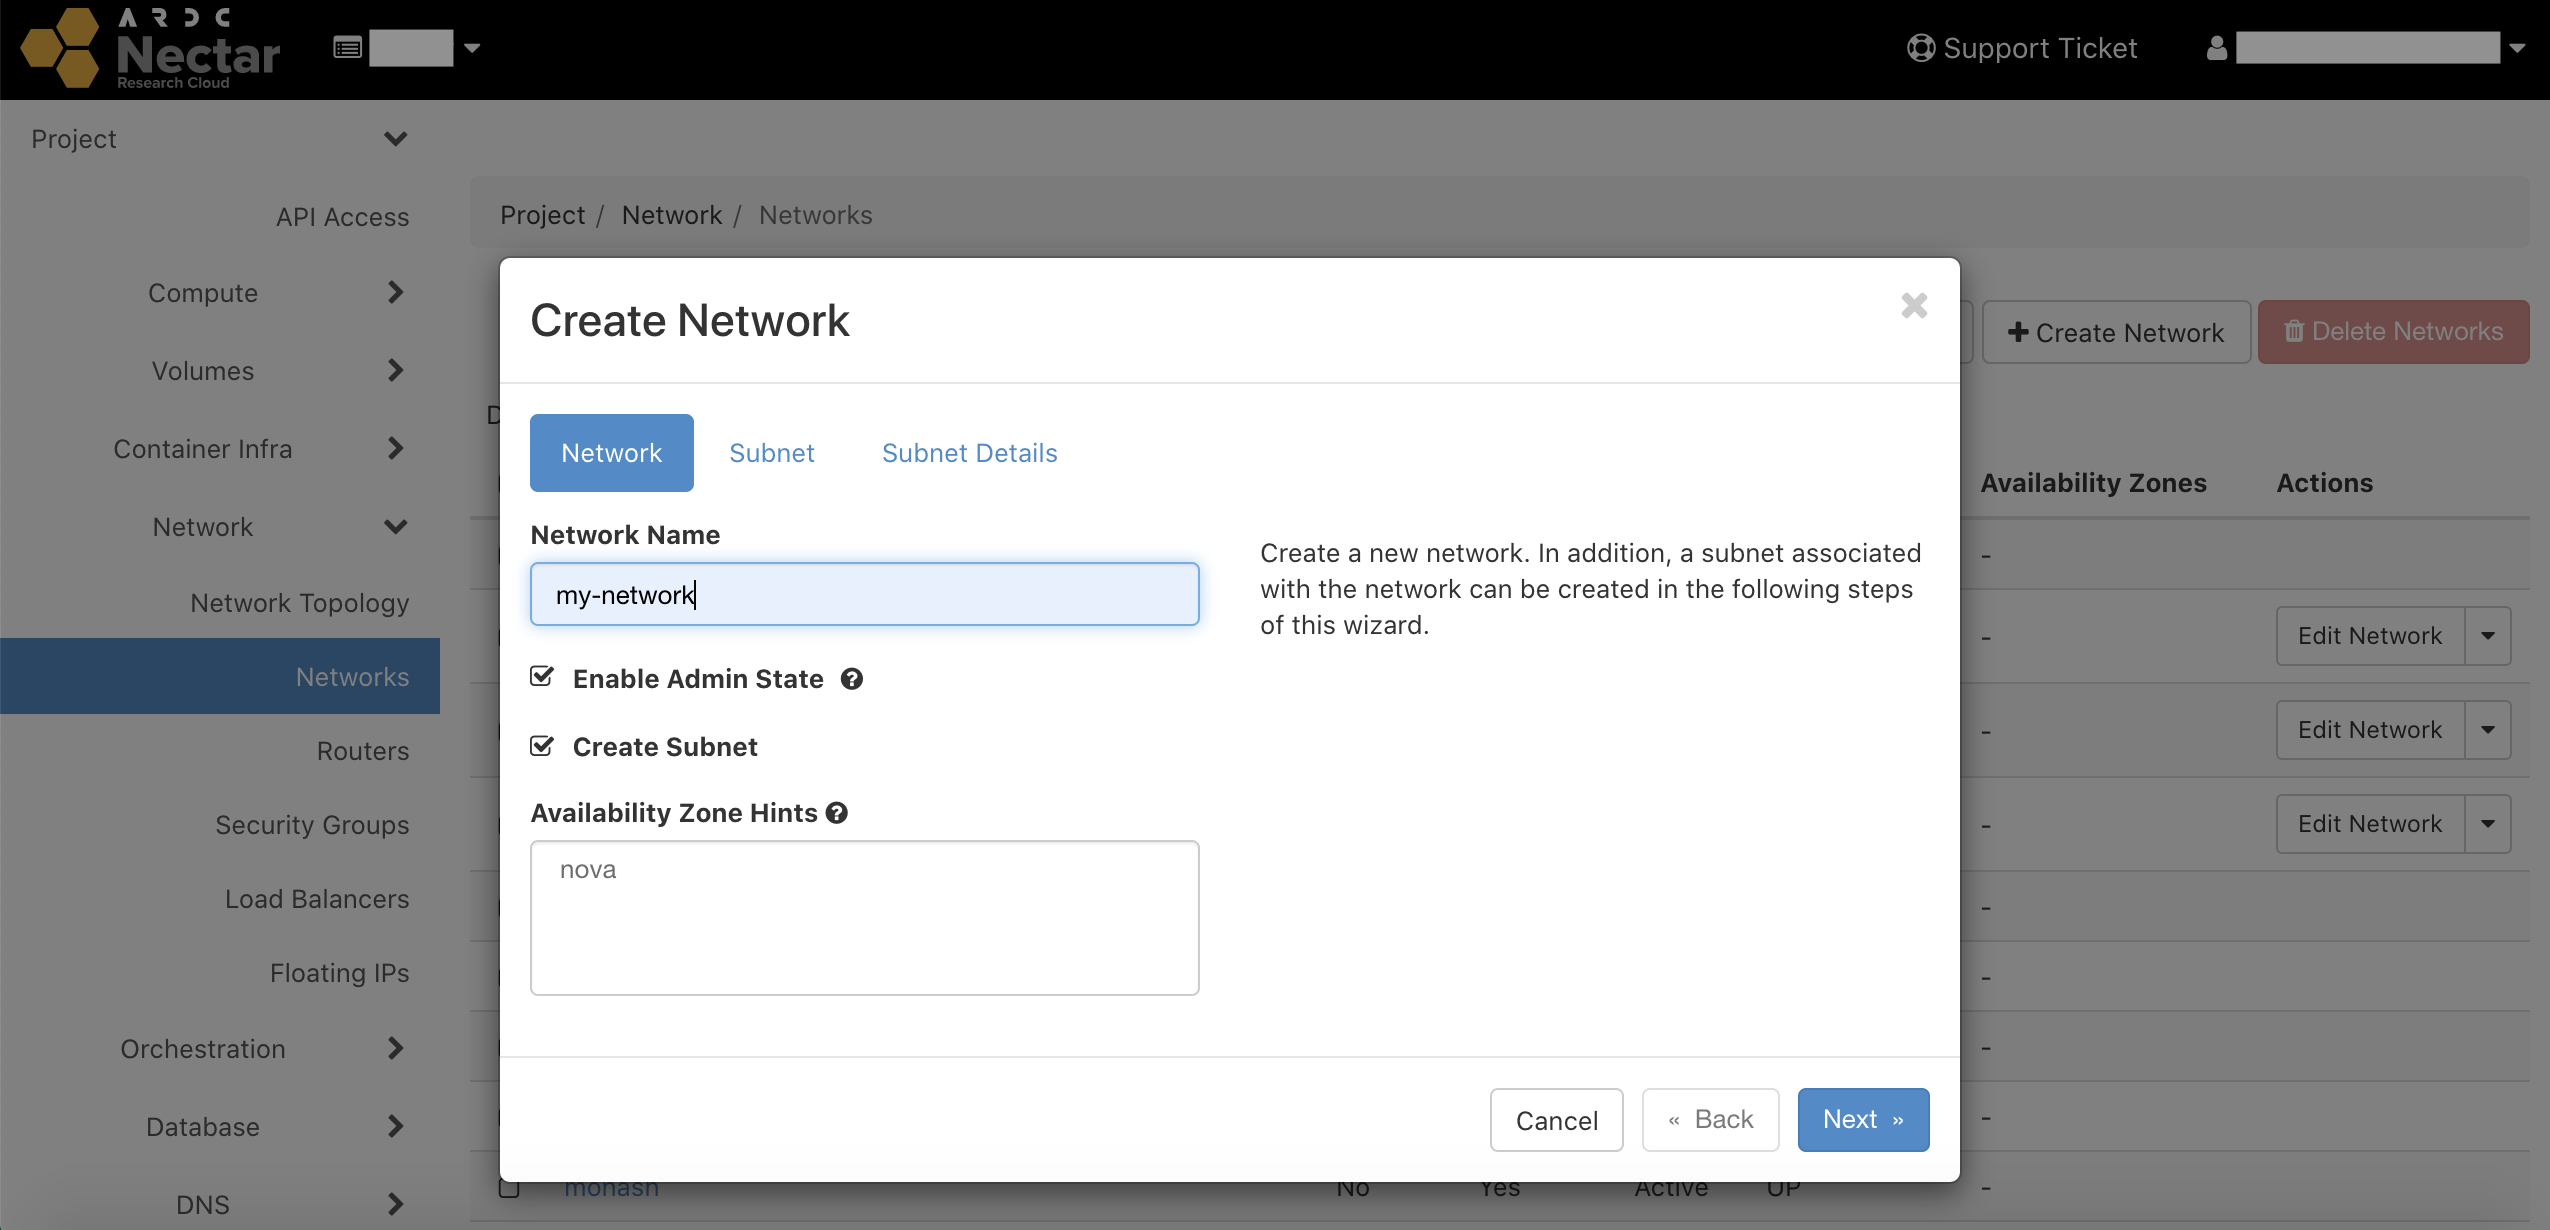 ARDC
Nectar
Research Cloud
Support Ticket
Project
API Access
Compute
Volumes
Container Infra
Network
Network Topology
Networks
Routers
Security Groups
Load Balancers
Floating IPs
Orchestration
Database
DNS
Project / Network / Networks
Create Network
Delete Networks
Availability Zones Actions
-
- Edit Network
- Edit Network
- Edit Network
-
-
-
-
monash No Yes Active UP -
Create Network
Network Subnet Subnet Details
Network Name
my-network
Enable Admin State
Create Subnet
Availability Zone Hints
nova
Create a new network. In addition, a subnet associated
with the network can be created in the following steps
of this wizard.
Cancel « Back Next »